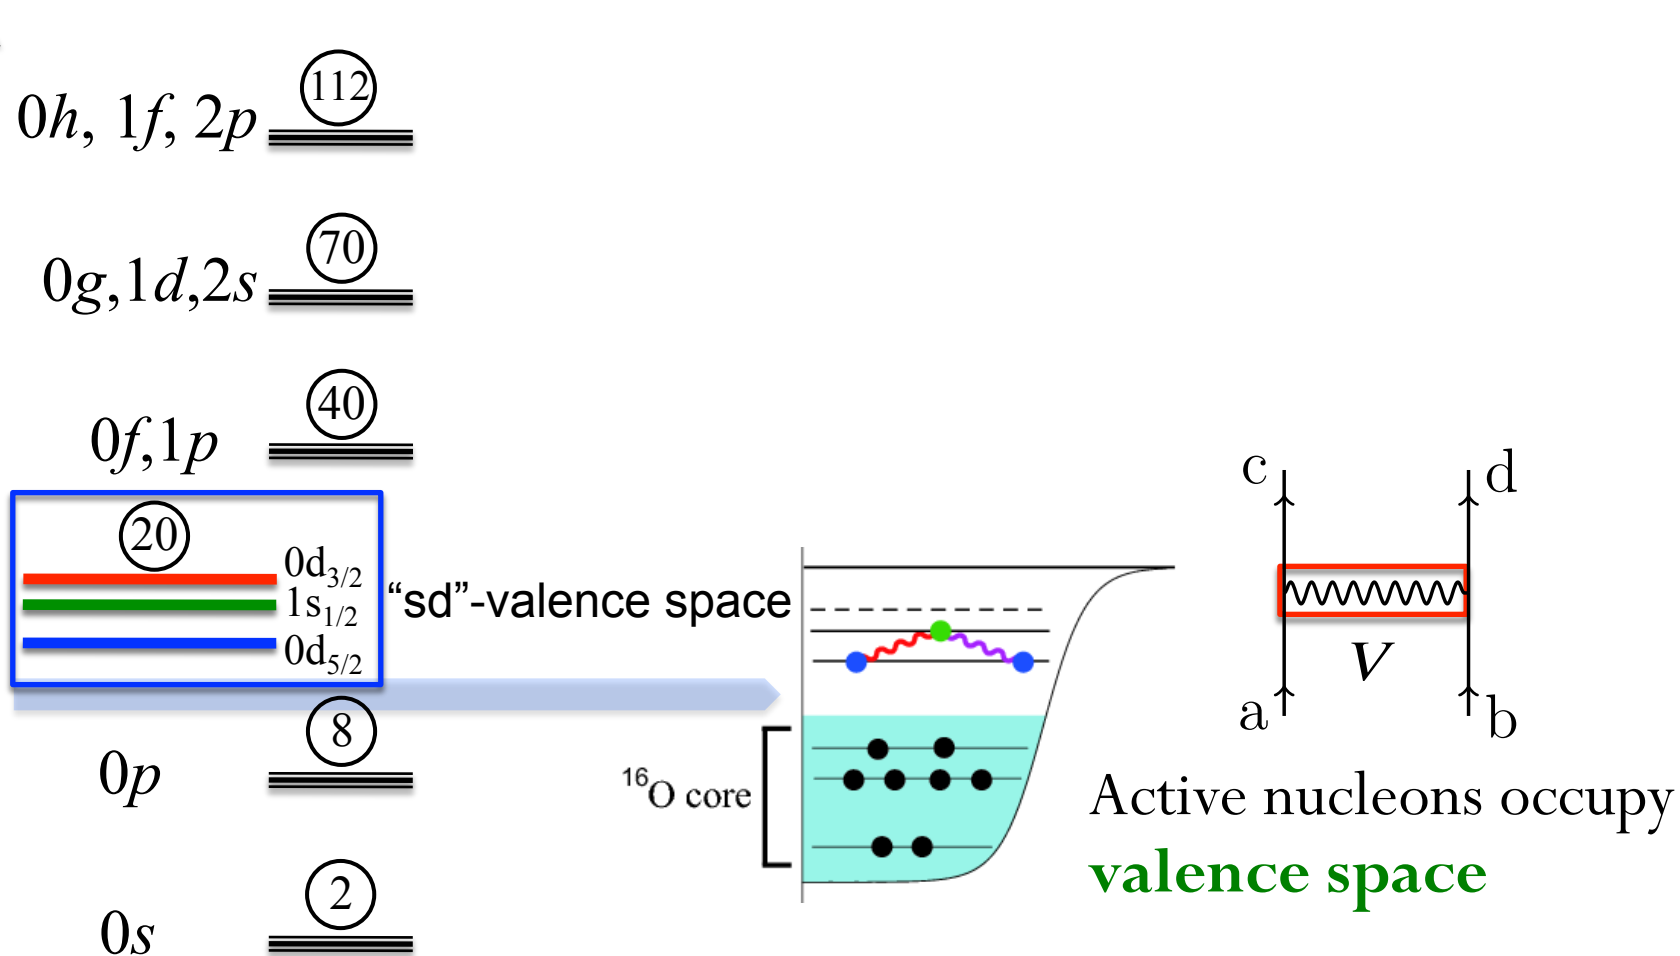 112
0h, 1f, 2p
70
0g,1d,2s
40
0f,1p
20
0d3/2
1s1/2
0d5/2
“sd”-valence space
8
0p
2
0s
16O core
c
d
V
a
b
Active nucleons occupy
valence space